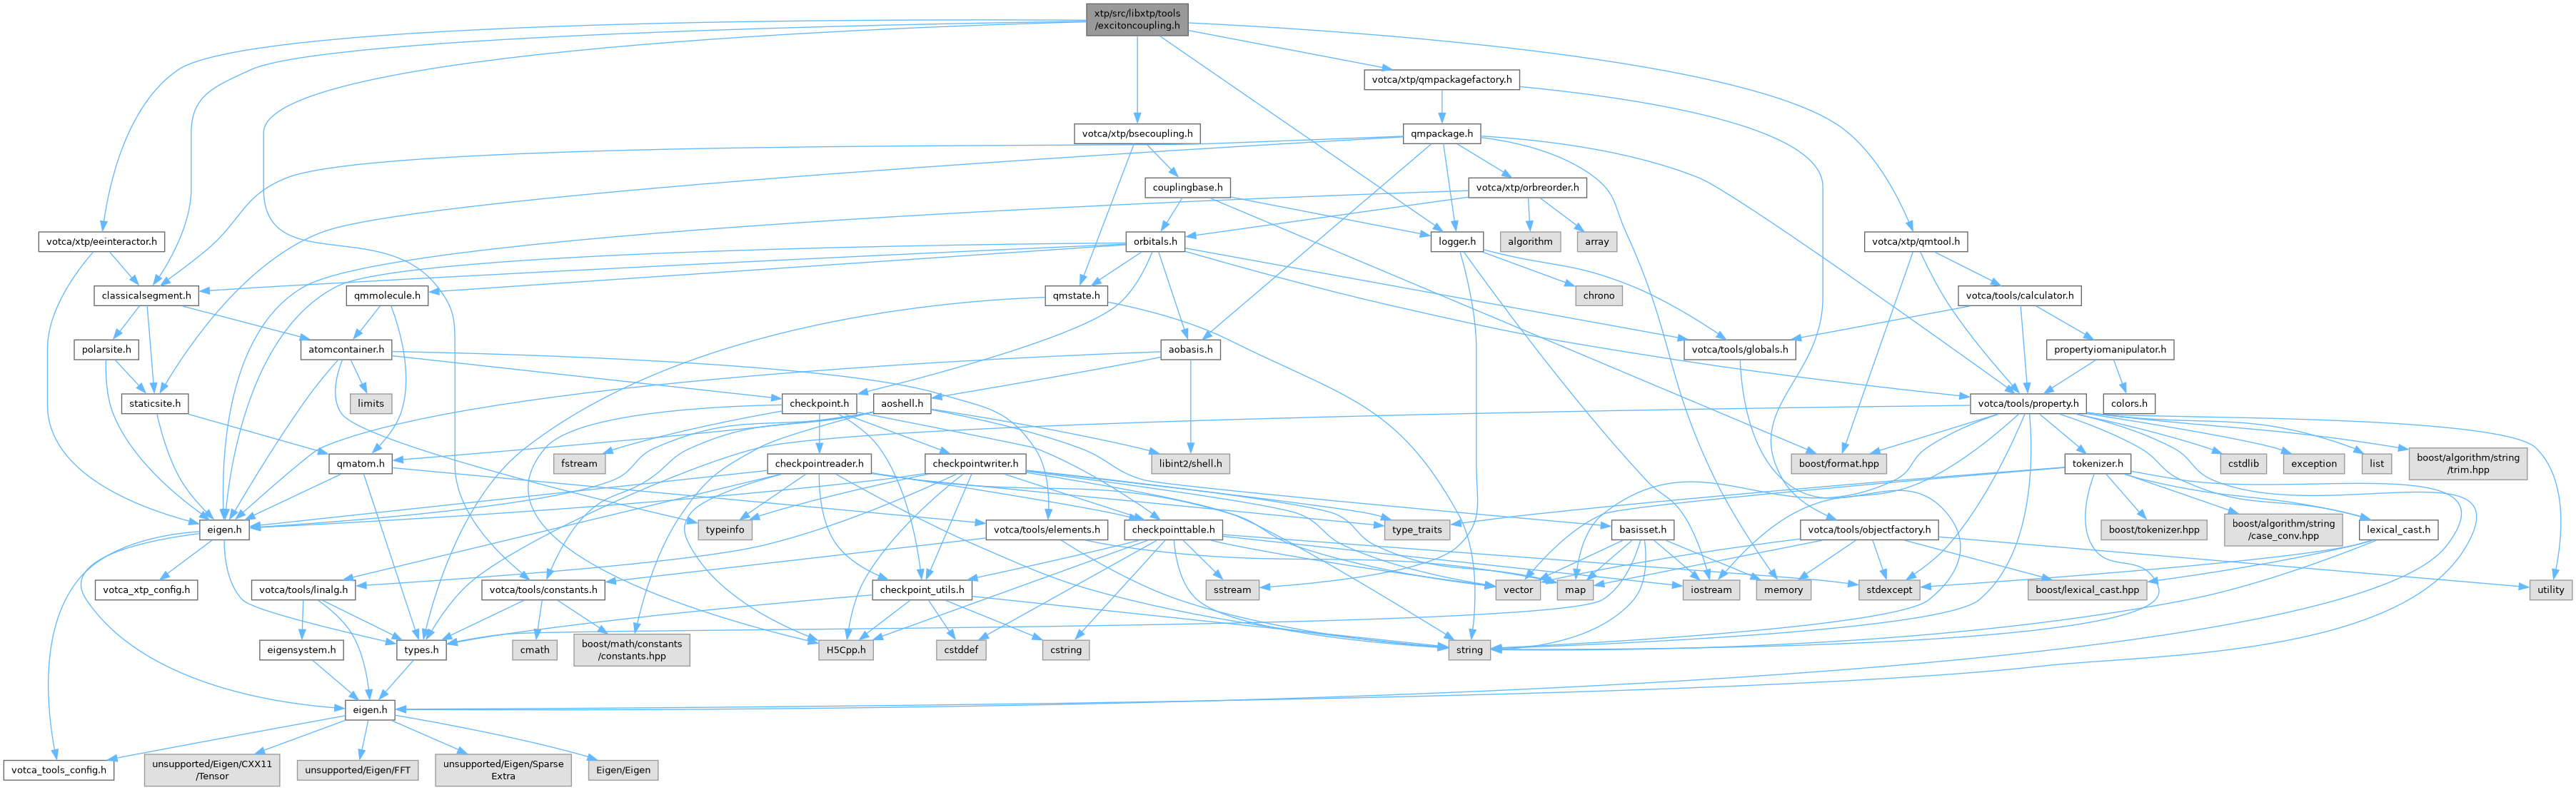 xtp/src/libxtp/tools
/excitoncoupling.h
votca/xtp/qmpackagefactory.h
votca/xtp/bsecoupling.h
qmpackage.h
couplingbase.h
votca/xtp/orbreorder.h
votca/xtp/eeinteractor.h
orbitals.h
logger.h
algorithm
array
votca/xtp/qmtool.h
classicalsegment.h
qmmolecule.h
qmstate.h
chrono
votca/tools/calculator.h
polarsite.h
atomcontainer.h
aobasis.h
votca/tools/globals.h
propertyiomanipulator.h
staticsite.h
limits
checkpoint.h
aoshell.h
votca/tools/property.h
colors.h
qmatom.h
fstream
checkpointreader.h
checkpointwriter.h
libint2/shell.h
boost/format.hpp
tokenizer.h
cstdlib
exception
list
boost/algorithm/string
/trim.hpp
eigen.h
typeinfo
votca/tools/elements.h
checkpointtable.h
type_traits
basisset.h
votca/tools/objectfactory.h
boost/tokenizer.hpp
boost/algorithm/string
/case_conv.hpp
lexical_cast.h
votca_xtp_config.h
votca/tools/linalg.h
votca/tools/constants.h
checkpoint_utils.h
sstream
vector
map
iostream
memory
stdexcept
boost/lexical_cast.hpp
utility
eigensystem.h
types.h
cmath
boost/math/constants
/constants.hpp
H5Cpp.h
cstddef
cstring
string
eigen.h
votca_tools_config.h
unsupported/Eigen/CXX11
/Tensor
unsupported/Eigen/FFT
unsupported/Eigen/Sparse
Extra
Eigen/Eigen